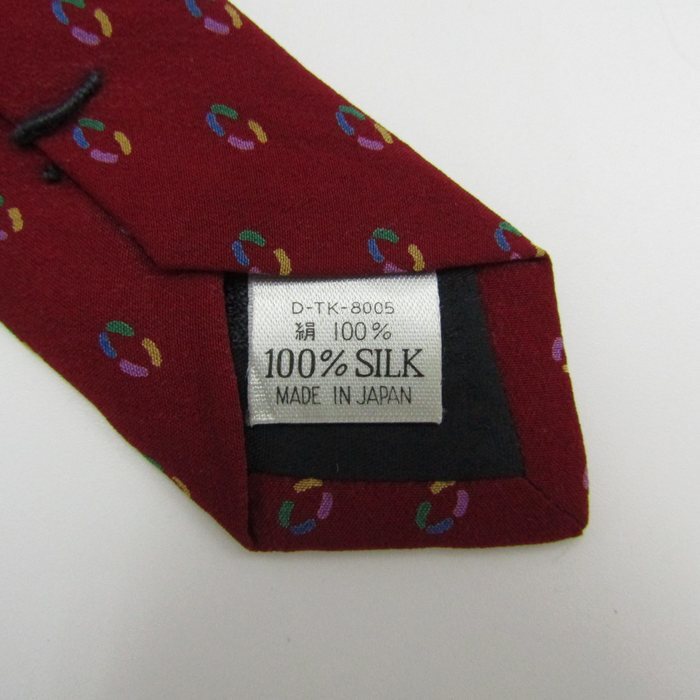 D-TK-8005
絹 100%
100% SILK
MADE IN JAPAN